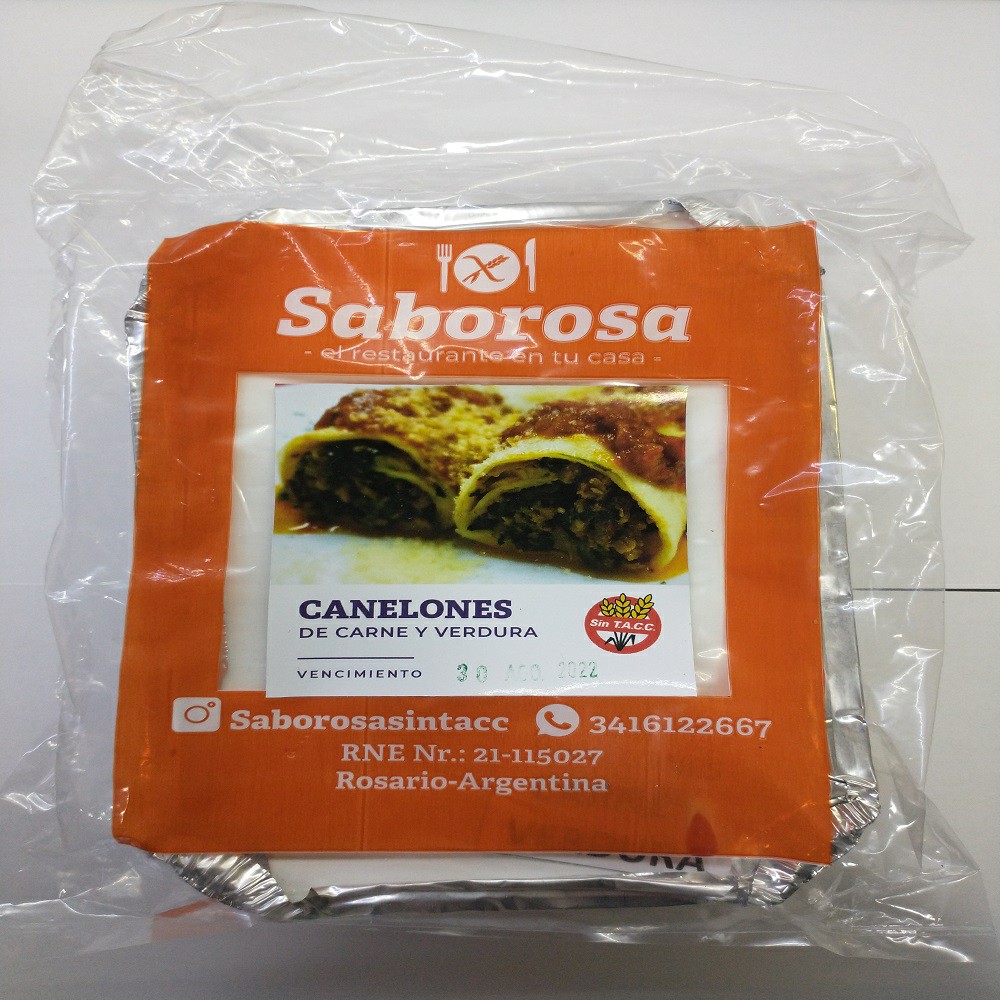 Saborosa
- el restaurante en tu casa -
CANELONES
DE CARNE Y VERDURA
Sin T.A.C.C.
VENCIMIENTO 30 AGO. 2022
Saborosasintacc 3416122667
RNE Nr.: 21-115027
Rosario-Argentina